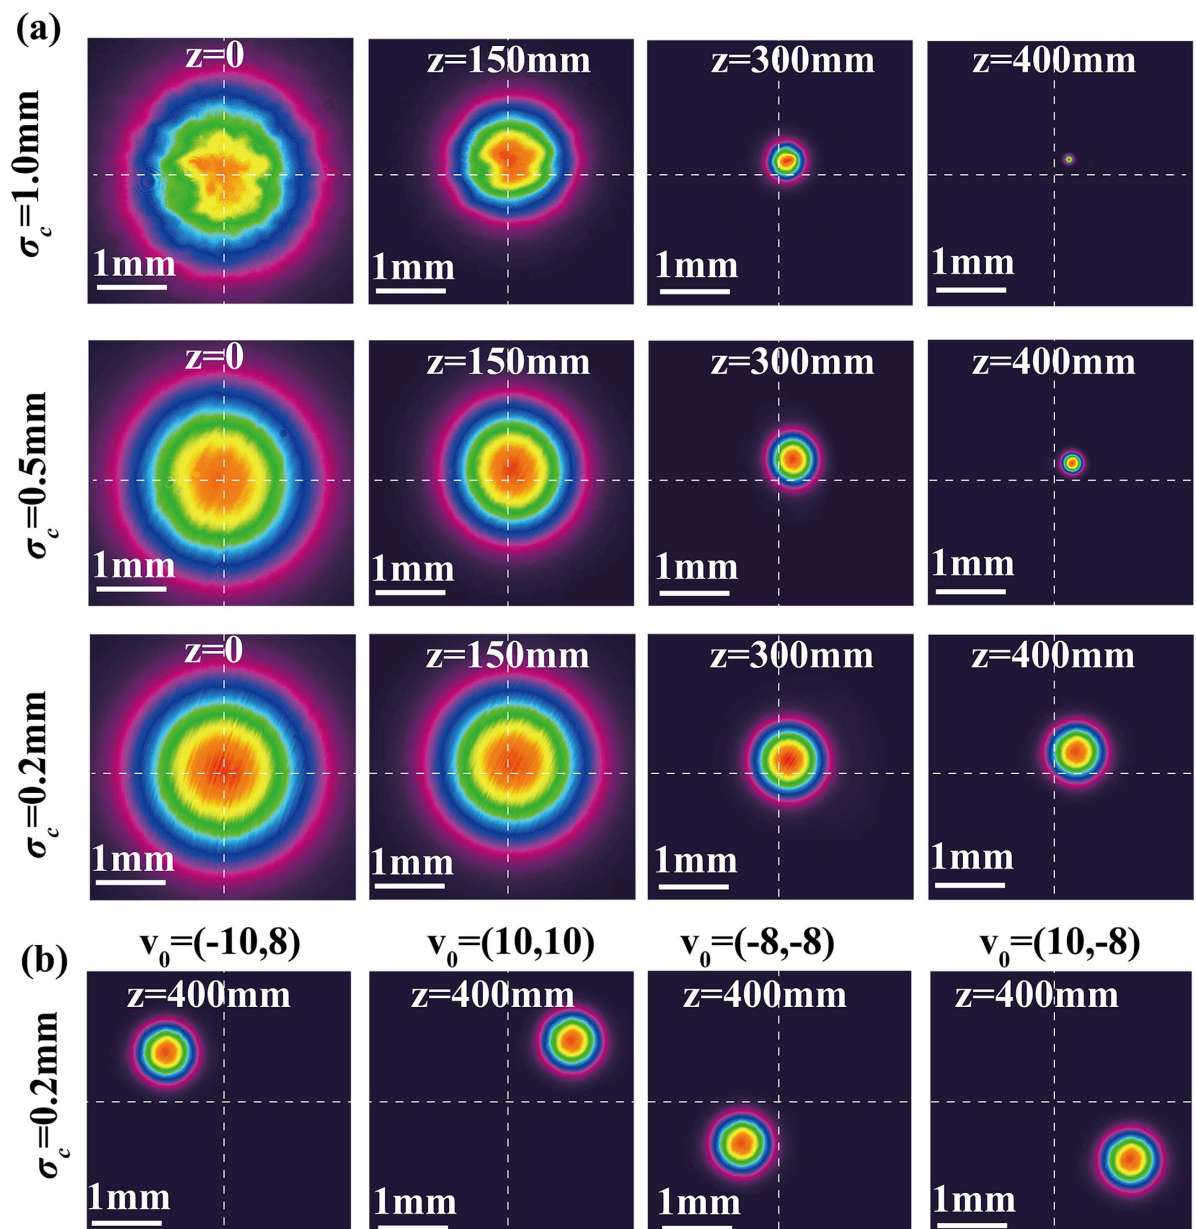 (a)
σc=1.0mm
z=0
z=150mm
z=300mm
z=400mm
1mm
1mm
1mm
1mm
σc=0.5mm
z=0
z=150mm
z=300mm
z=400mm
1mm
1mm
1mm
1mm
σc=0.2mm
z=0
z=150mm
z=300mm
z=400mm
1mm
1mm
1mm
1mm
(b)
v0=(-10,8)
v0=(10,10)
v0=(-8,-8)
v0=(10,-8)
σc=0.2mm
z=400mm
z=400mm
z=400mm
z=400mm
1mm
1mm
1mm
1mm